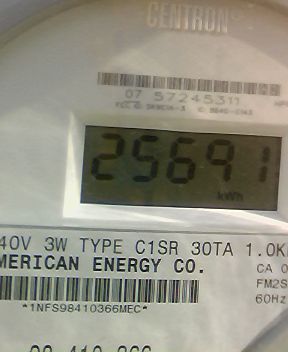 CENTRON
07 57245311
25691
kWh
40V 3W TYPE C1SR 30TA 1.0K
MERICAN ENERGY CO.
CA 0
FM2S
60Hz
*1NFS98410366MEC*